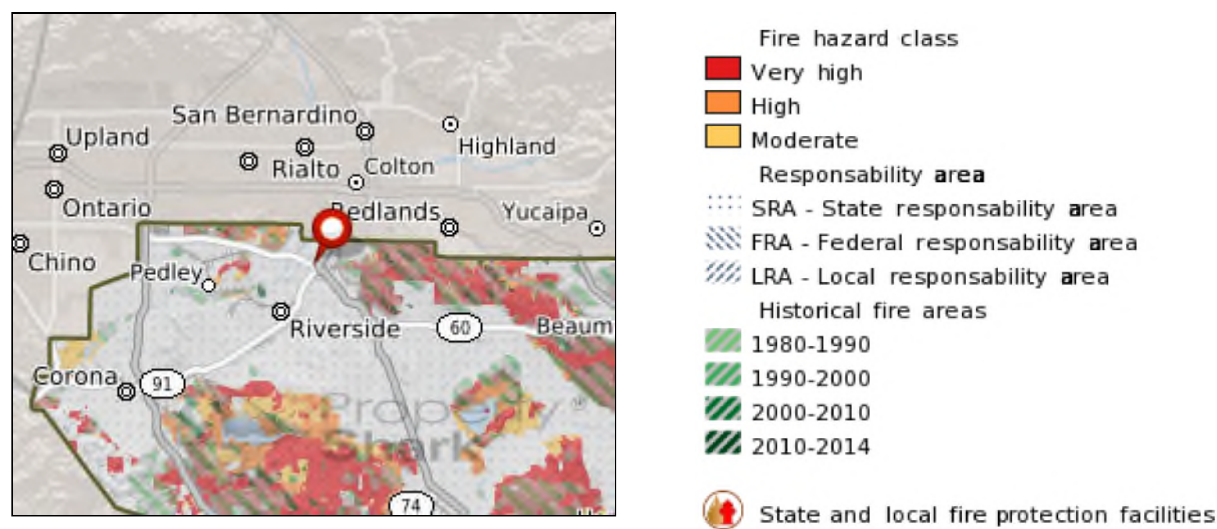 San Bernardino
Upland
Highland
Rialto
Colton
Ontario
Redlands
Yucaipa
Chino
Pedley
Riverside
60
Beaum
Corona
91
Property ®
Shark
74
Fire hazard class
Very high
High
Moderate
Responsability area
SRA - State responsability area
FRA - Federal responsability area
LRA - Local responsability area
Historical fire areas
1980-1990
1990-2000
2000-2010
2010-2014
State and local fire protection facilities